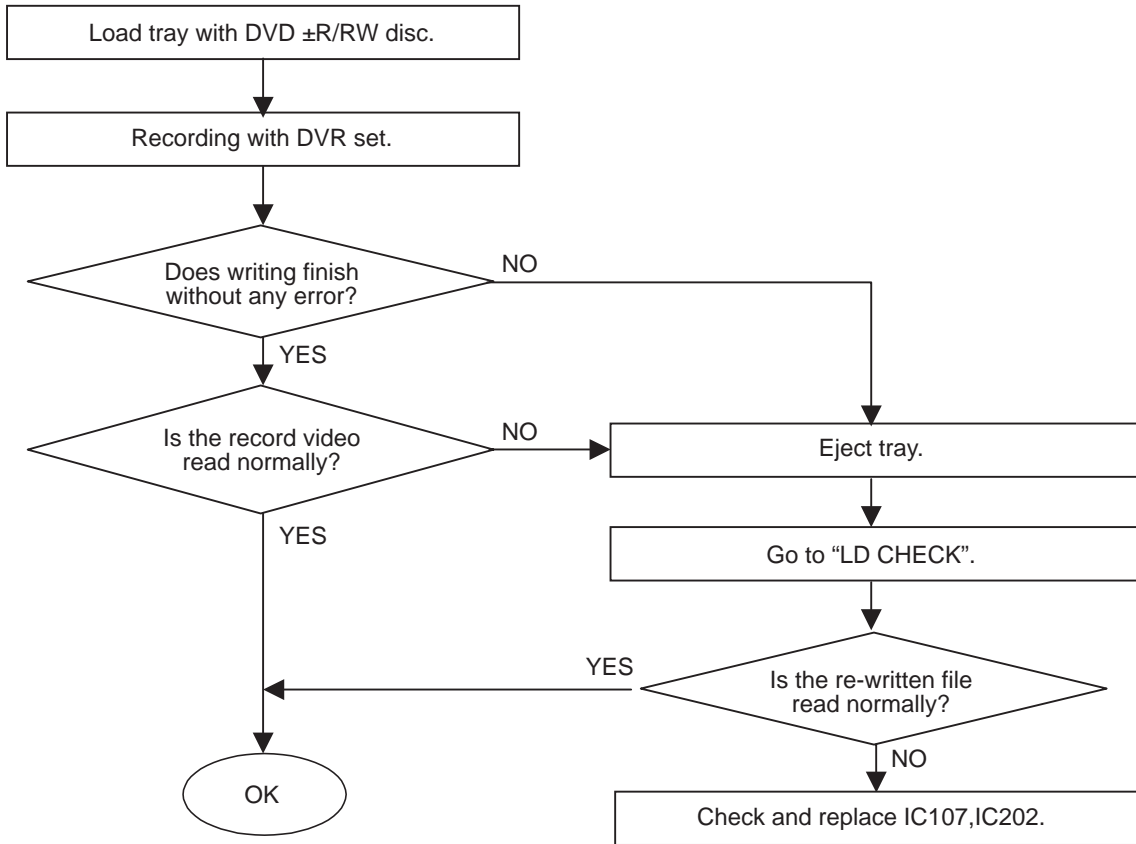 Load tray with DVD ±R/RW disc.
Recording with DVR set.
Does writing finish
without any error?
NO
YES
Is the record video
read normally?
NO
Eject tray.
YES
Go to “LD CHECK”.
YES
Is the re-written file
read normally?
NO
OK
Check and replace IC107,IC202.